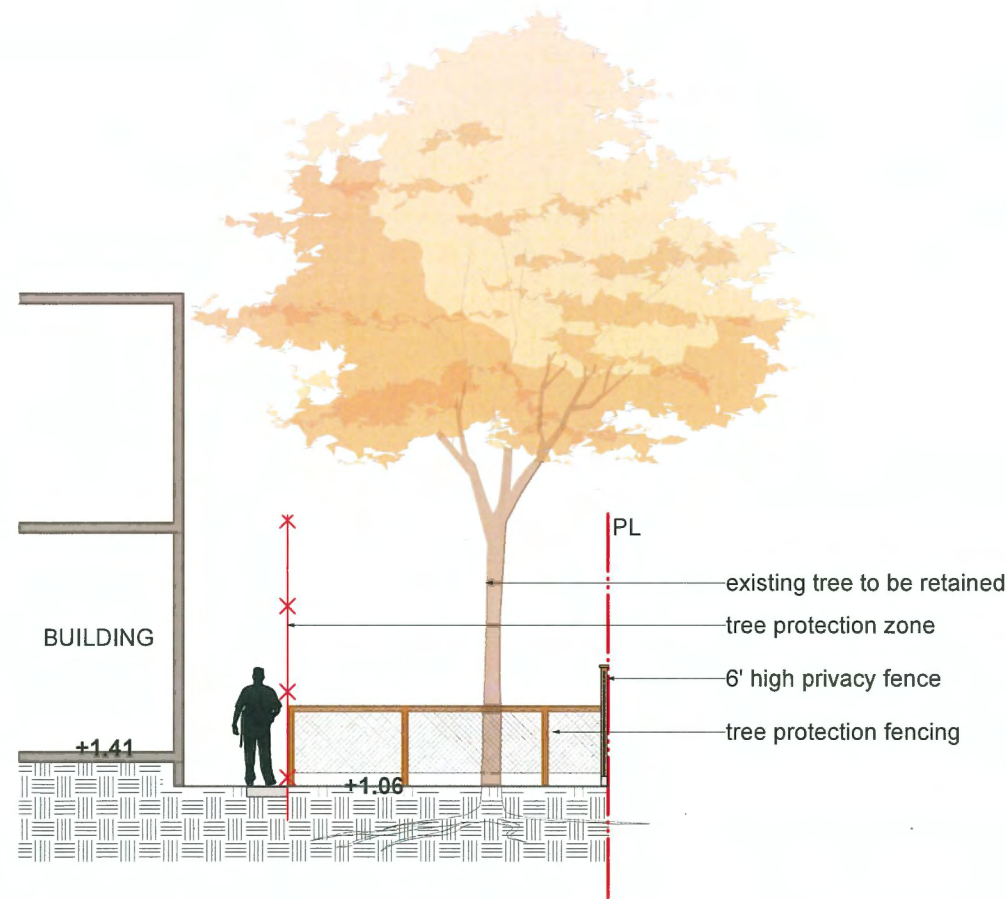 PL
existing tree to be retained
tree protection zone
BUILDING
6' high privacy fence
tree protection fencing
+1.41
+1.06